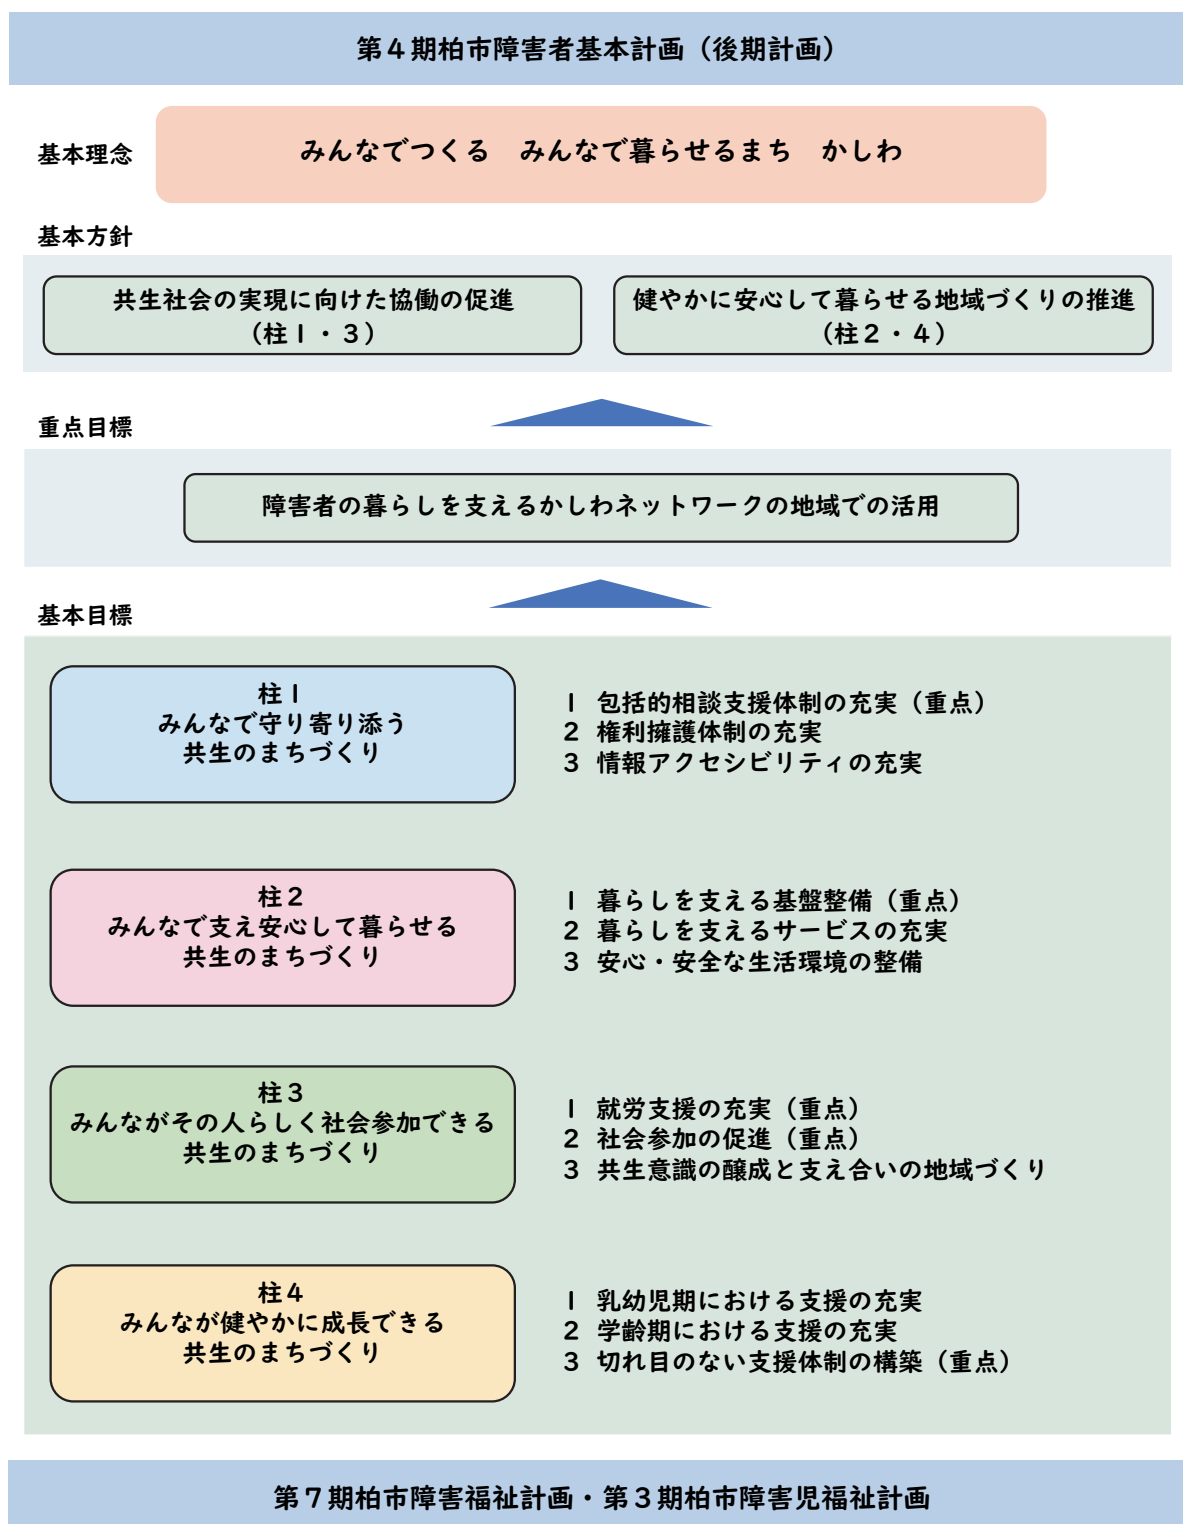 第４期柏市障害者基本計画（後期計画）
基本理念
みんなでつくる　みんなで暮らせるまち　かしわ
基本方針
共生社会の実現に向けた協働の促進
（柱１・３）
健やかに安心して暮らせる地域づくりの推進
（柱２・４）
重点目標
障害者の暮らしを支えるかしわネットワークの地域での活用
基本目標
柱１
みんなで守り寄り添う
共生のまちづくり
１ 包括的相談支援体制の充実（重点）
２ 権利擁護体制の充実
３ 情報アクセシビリティの充実
柱２
みんなで支え安心して暮らせる
共生のまちづくり
１ 暮らしを支える基盤整備（重点）
２ 暮らしを支えるサービスの充実
３ 安心・安全な生活環境の整備
柱３
みんながその人らしく社会参加できる
共生のまちづくり
１ 就労支援の充実（重点）
２ 社会参加の促進（重点）
３ 共生意識の醸成と支え合いの地域づくり
柱４
みんなが健やかに成長できる
共生のまちづくり
１ 乳幼児期における支援の充実
２ 学齢期における支援の充実
３ 切れ目のない支援体制の構築（重点）
第７期柏市障害福祉計画・第３期柏市障害児福祉計画